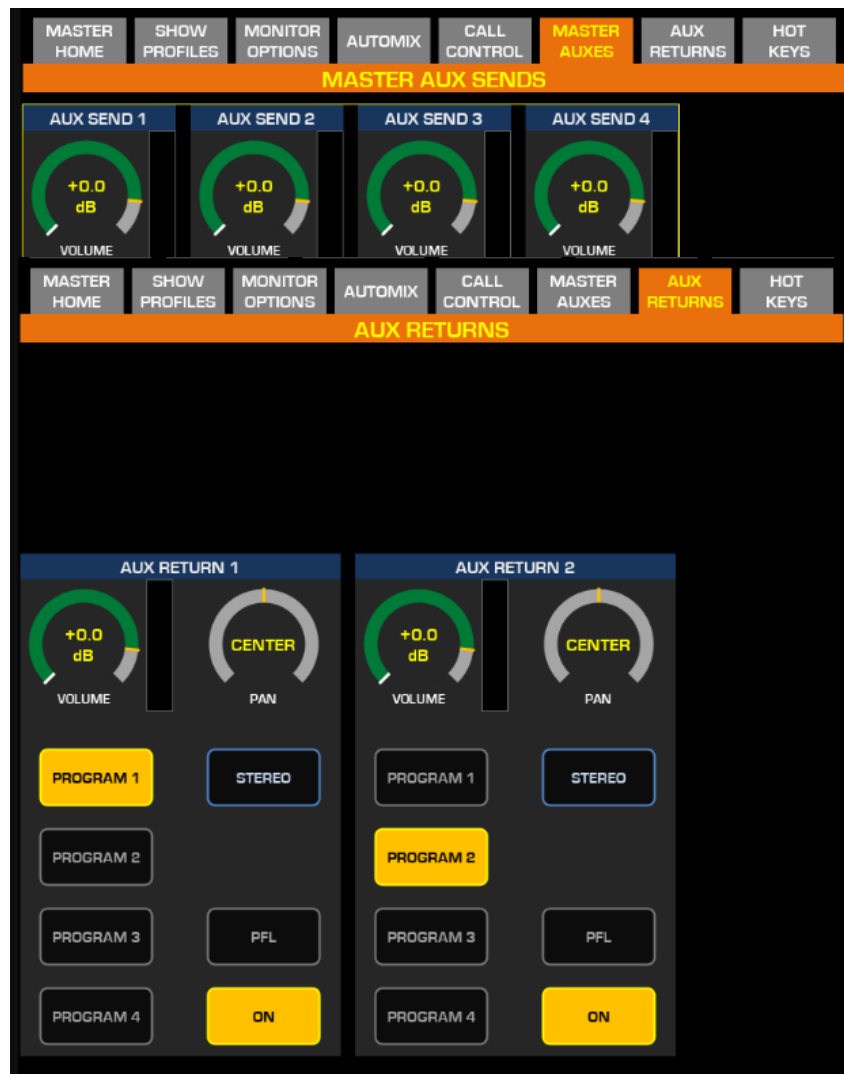 MASTER HOME SHOW PROFILES MONITOR OPTIONS AUTOMIX CALL CONTROL MASTER AUXES AUX RETURNS HOT KEYS
MASTER AUX SENDS
AUX SEND 1 AUX SEND 2 AUX SEND 3 AUX SEND 4
+0.0 +0.0 +0.0 +0.0
dB dB dB dB
VOLUME VOLUME VOLUME VOLUME
MASTER HOME SHOW PROFILES MONITOR OPTIONS AUTOMIX CALL CONTROL MASTER AUXES AUX RETURNS HOT KEYS
AUX RETURNS
AUX RETURN 1 AUX RETURN 2
+0.0 dB CENTER +0.0 dB CENTER
VOLUME PAN VOLUME PAN
PROGRAM 1 STEREO PROGRAM 1 STEREO
PROGRAM 2 PROGRAM 2
PROGRAM 3 PFL PROGRAM 3 PFL
PROGRAM 4 ON PROGRAM 4 ON